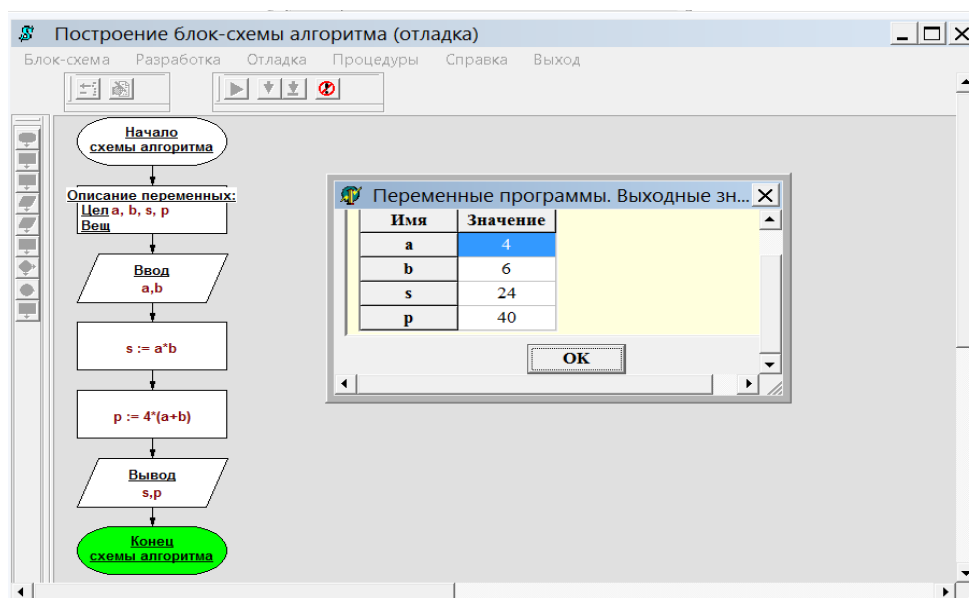 Построение блок-схемы алгоритма (отладка)
Блок-схема Разработка Отладка Процедуры Справка Выход
Начало
схемы алгоритма
Описание переменных:
Цел a, b, s, p
Вещ
Ввод
a,b
s := a*b
p := 4*(a+b)
Вывод
s,p
Конец
схемы алгоритма
Переменные программы. Выходные зн...
Имя Значение
a 4
b 6
s 24
p 40
OK